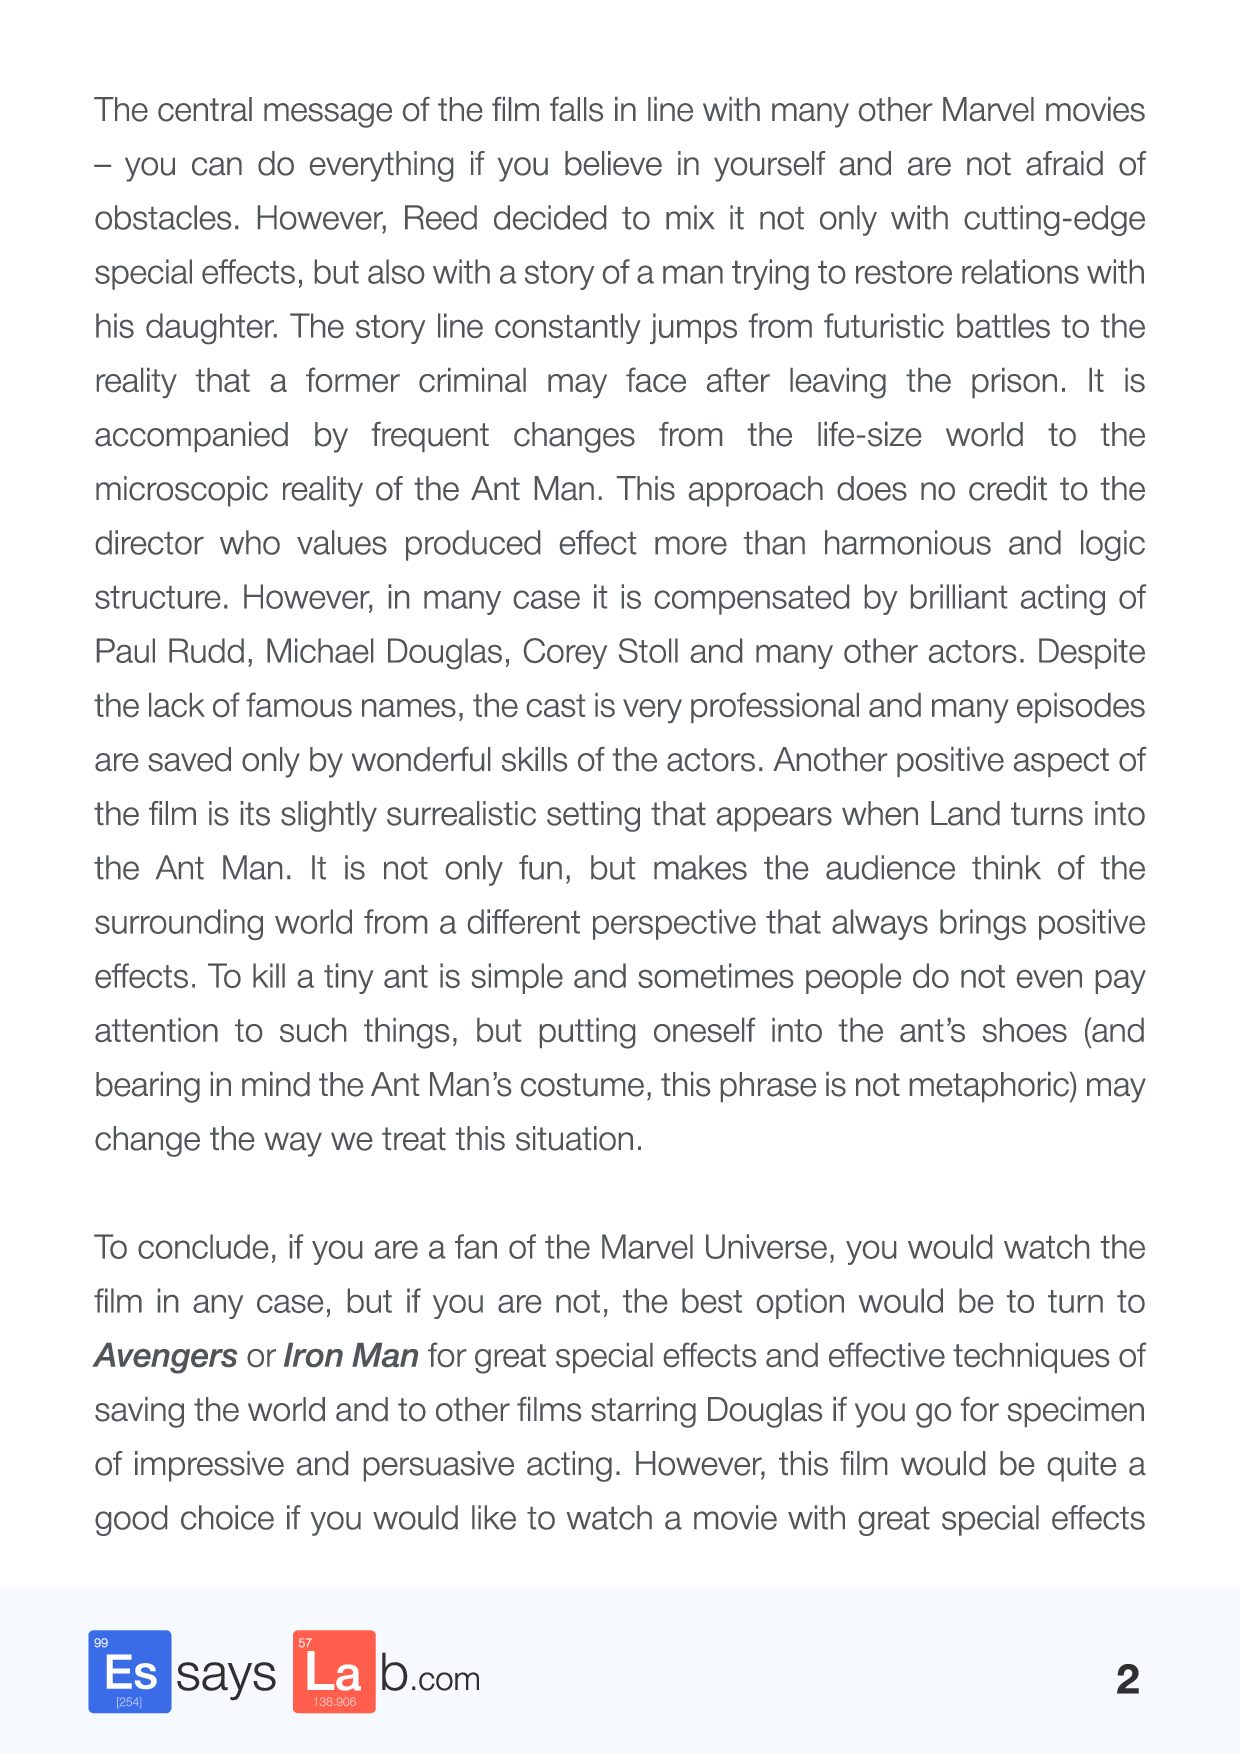 The central message of the film falls in line with many other Marvel movies
– you can do everything if you believe in yourself and are not afraid of
obstacles. However, Reed decided to mix it not only with cutting-edge
special effects, but also with a story of a man trying to restore relations with
his daughter. The story line constantly jumps from futuristic battles to the
reality that a former criminal may face after leaving the prison. It is
accompanied by frequent changes from the life-size world to the
microscopic reality of the Ant Man. This approach does no credit to the
director who values produced effect more than harmonious and logic
structure. However, in many case it is compensated by brilliant acting of
Paul Rudd, Michael Douglas, Corey Stoll and many other actors. Despite
the lack of famous names, the cast is very professional and many episodes
are saved only by wonderful skills of the actors. Another positive aspect of
the film is its slightly surrealistic setting that appears when Land turns into
the Ant Man. It is not only fun, but makes the audience think of the
surrounding world from a different perspective that always brings positive
effects. To kill a tiny ant is simple and sometimes people do not even pay
attention to such things, but putting oneself into the ant’s shoes (and
bearing in mind the Ant Man’s costume, this phrase is not metaphoric) may
change the way we treat this situation.
To conclude, if you are a fan of the Marvel Universe, you would watch the
film in any case, but if you are not, the best option would be to turn to
Avengers or Iron Man for great special effects and effective techniques of
saving the world and to other films starring Douglas if you go for specimen
of impressive and persuasive acting. However, this film would be quite a
good choice if you would like to watch a movie with great special effects
99 57
Essays Lab.com 2
[254] 138.906